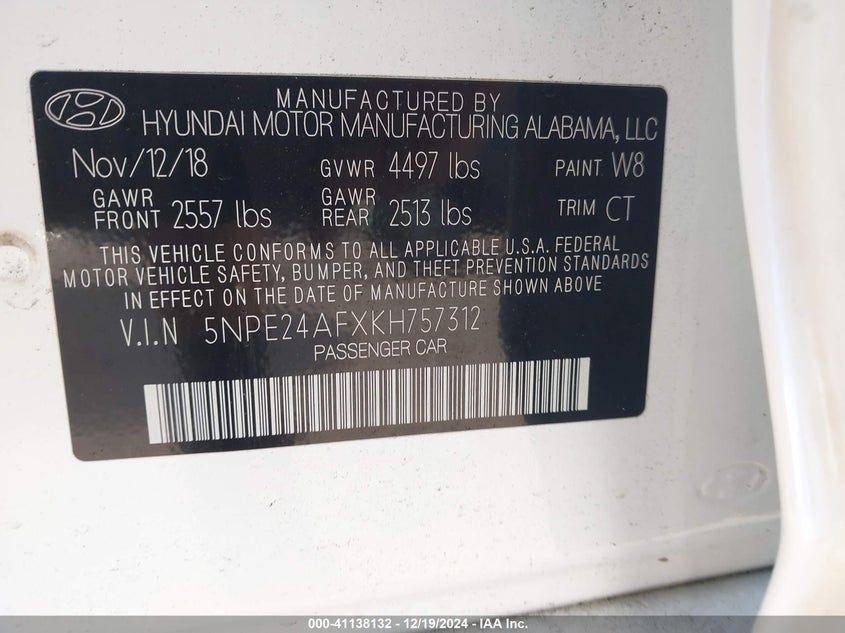 MANUFACTURED BY
HYUNDAI MOTOR MANUFACTURING ALABAMA, LLC
Nov/12/18 GVWR 4497 lbs PAINT W8
GAWR FRONT 2557 lbs GAWR REAR 2513 lbs TRIM CT
THIS VEHICLE CONFORMS TO ALL APPLICABLE U.S.A. FEDERAL
MOTOR VEHICLE SAFETY, BUMPER, AND THEFT PREVENTION STANDARDS
IN EFFECT ON THE DATE OF MANUFACTURE SHOWN ABOVE
V.I.N 5NPE24AFXKH757312
PASSENGER CAR
000-41138132 - 12/19/2024 - IAA Inc.